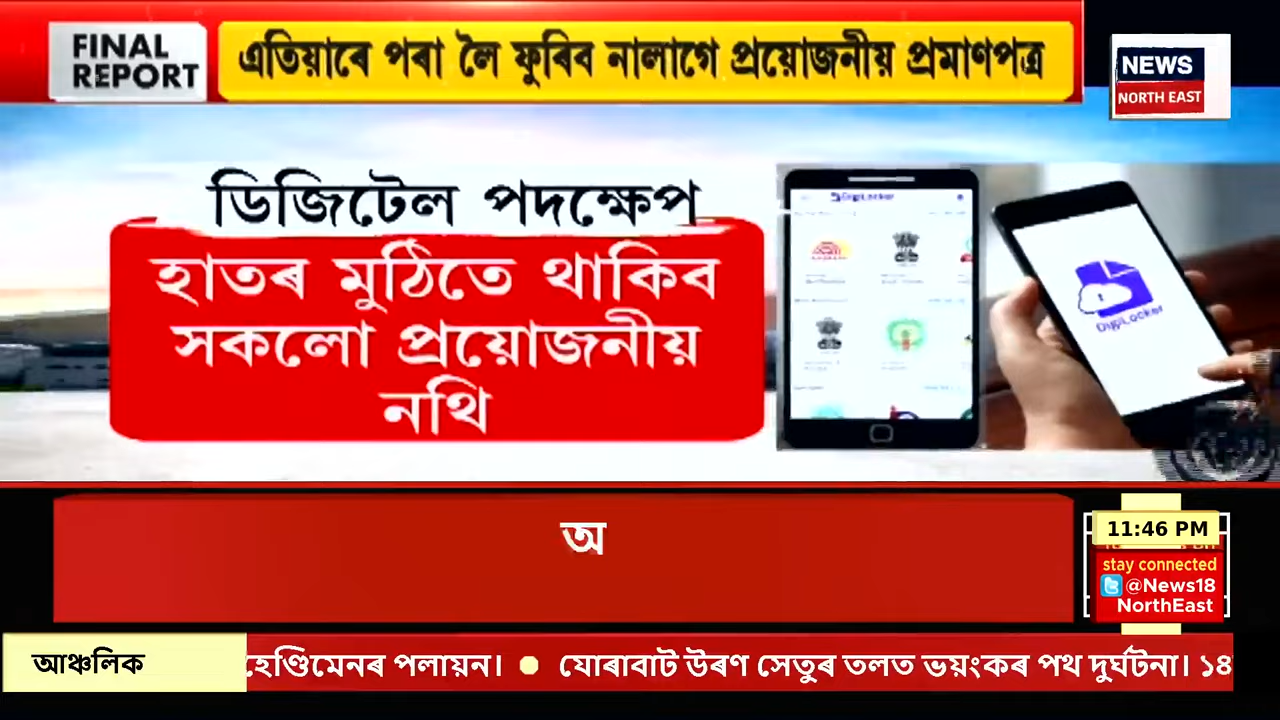 FINAL
REPORT
এতিয়াৰে পৰা লৈ ফুৰিব নালাগে প্ৰয়োজনীয় প্ৰমাণপত্ৰ
NEWS
NORTH EAST
ডিজিটেল পদক্ষেপ
হাতৰ মুঠিতে থাকিব
সকলো প্ৰয়োজনীয়
নথি
DigiLocker
DigiLocker
অ
11:46 PM
stay connected
@News18
NorthEast
আঞ্চলিক
হেণ্ডিমেনৰ পলায়ন। যোৰাবাট উৰণ সেতুৰ তলত ভয়ংকৰ পথ দুৰ্ঘটনা। ১৪